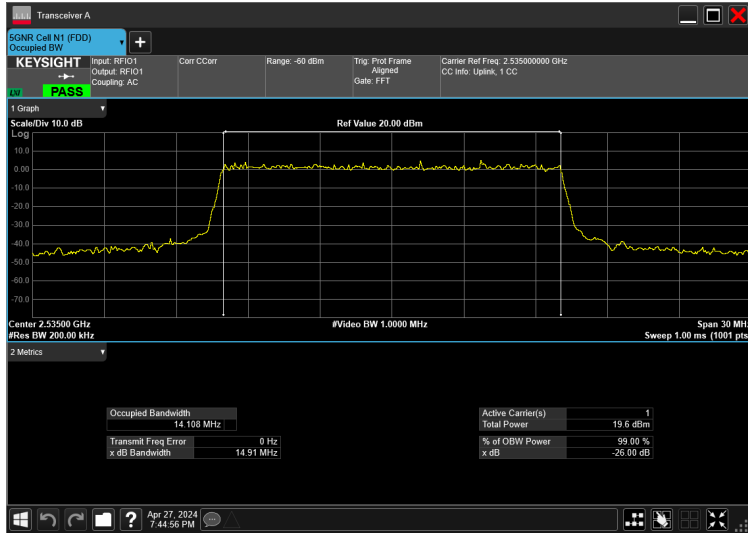 Transceiver A
5GNR Cell N1 (FDD)
Occupied BW
KEYSIGHT
LXI
PASS
Input: RFIO1
Output: RFIO1
Coupling: AC
Corr CCorr
Range: -60 dBm
Trig: Prot Frame
Aligned
Gate: FFT
Carrier Ref Freq: 2.535000000 GHz
CC Info: Uplink, 1 CC
1 Graph
Scale/Div 10.0 dB
Ref Value 20.00 dBm
Log
10.0
0.00
-10.0
-20.0
-30.0
-40.0
-50.0
-60.0
-70.0
Center 2.53500 GHz
#Video BW 1.0000 MHz
Span 30 MH
#Res BW 200.00 kHz
Sweep 1.00 ms (1001 pts
2 Metrics
Occupied Bandwidth
14.108 MHz
Active Carrier(s) 1
Total Power 19.6 dBm
Transmit Freq Error 0 Hz
x dB Bandwidth 14.91 MHz
% of OBW Power 99.00 %
x dB -26.00 dB
Apr 27, 2024
7:44:56 PM